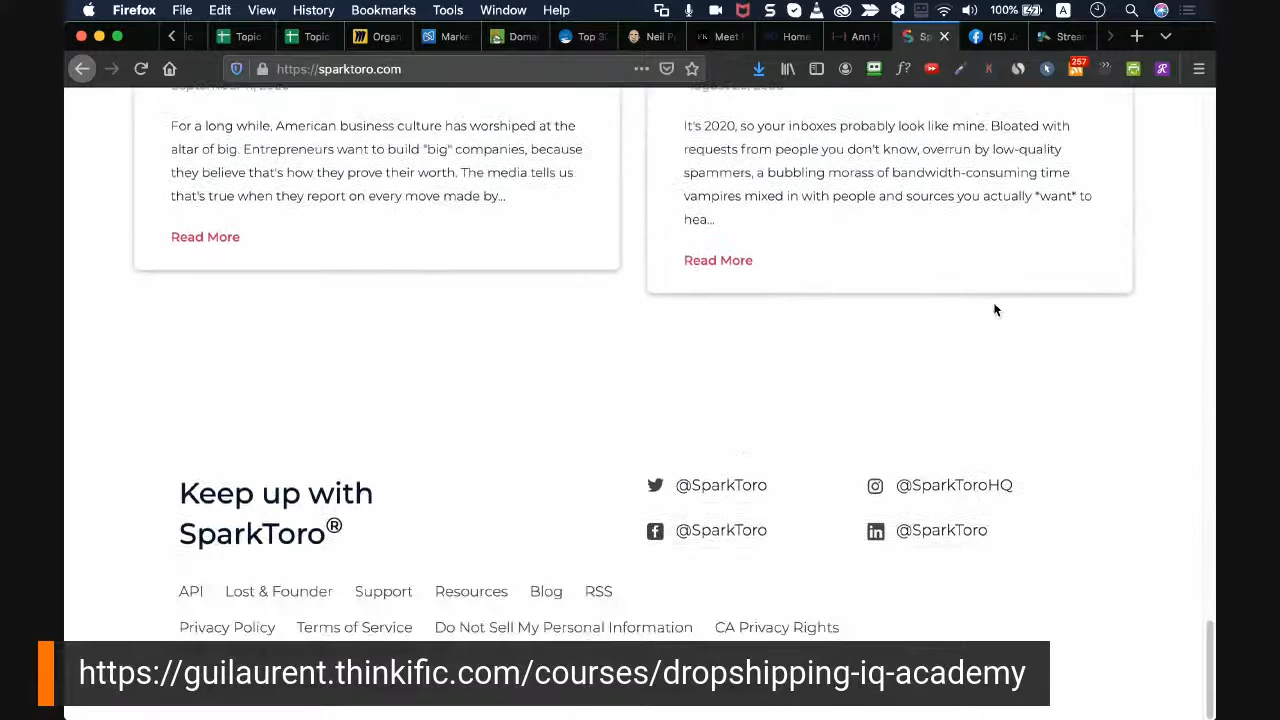 Firefox File Edit View History Bookmarks Tools Window Help 100% A
Topic Topic Organ Marke Doma Top 3 Neil P Meet Home Ann H Sp (15) J Strear
https://sparktoro.com 257
For a long while, American business culture has worshiped at the
altar of big. Entrepreneurs want to build "big" companies, because
they believe that's how they prove their worth. The media tells us
that's true when they report on every move made by...
Read More
It's 2020, so your inboxes probably look like mine. Bloated with
requests from people you don't know, overrun by low-quality
spammers, a bubbling morass of bandwidth-consuming time
vampires mixed in with people and sources you actually *want* to
hea...
Read More
Keep up with
SparkToro®
@SparkToro @SparkToroHQ
@SparkToro @SparkToro
API Lost & Founder Support Resources Blog RSS
Privacy Policy Terms of Service Do Not Sell My Personal Information CA Privacy Rights
https://guilaurent.thinkific.com/courses/dropshipping-iq-academy